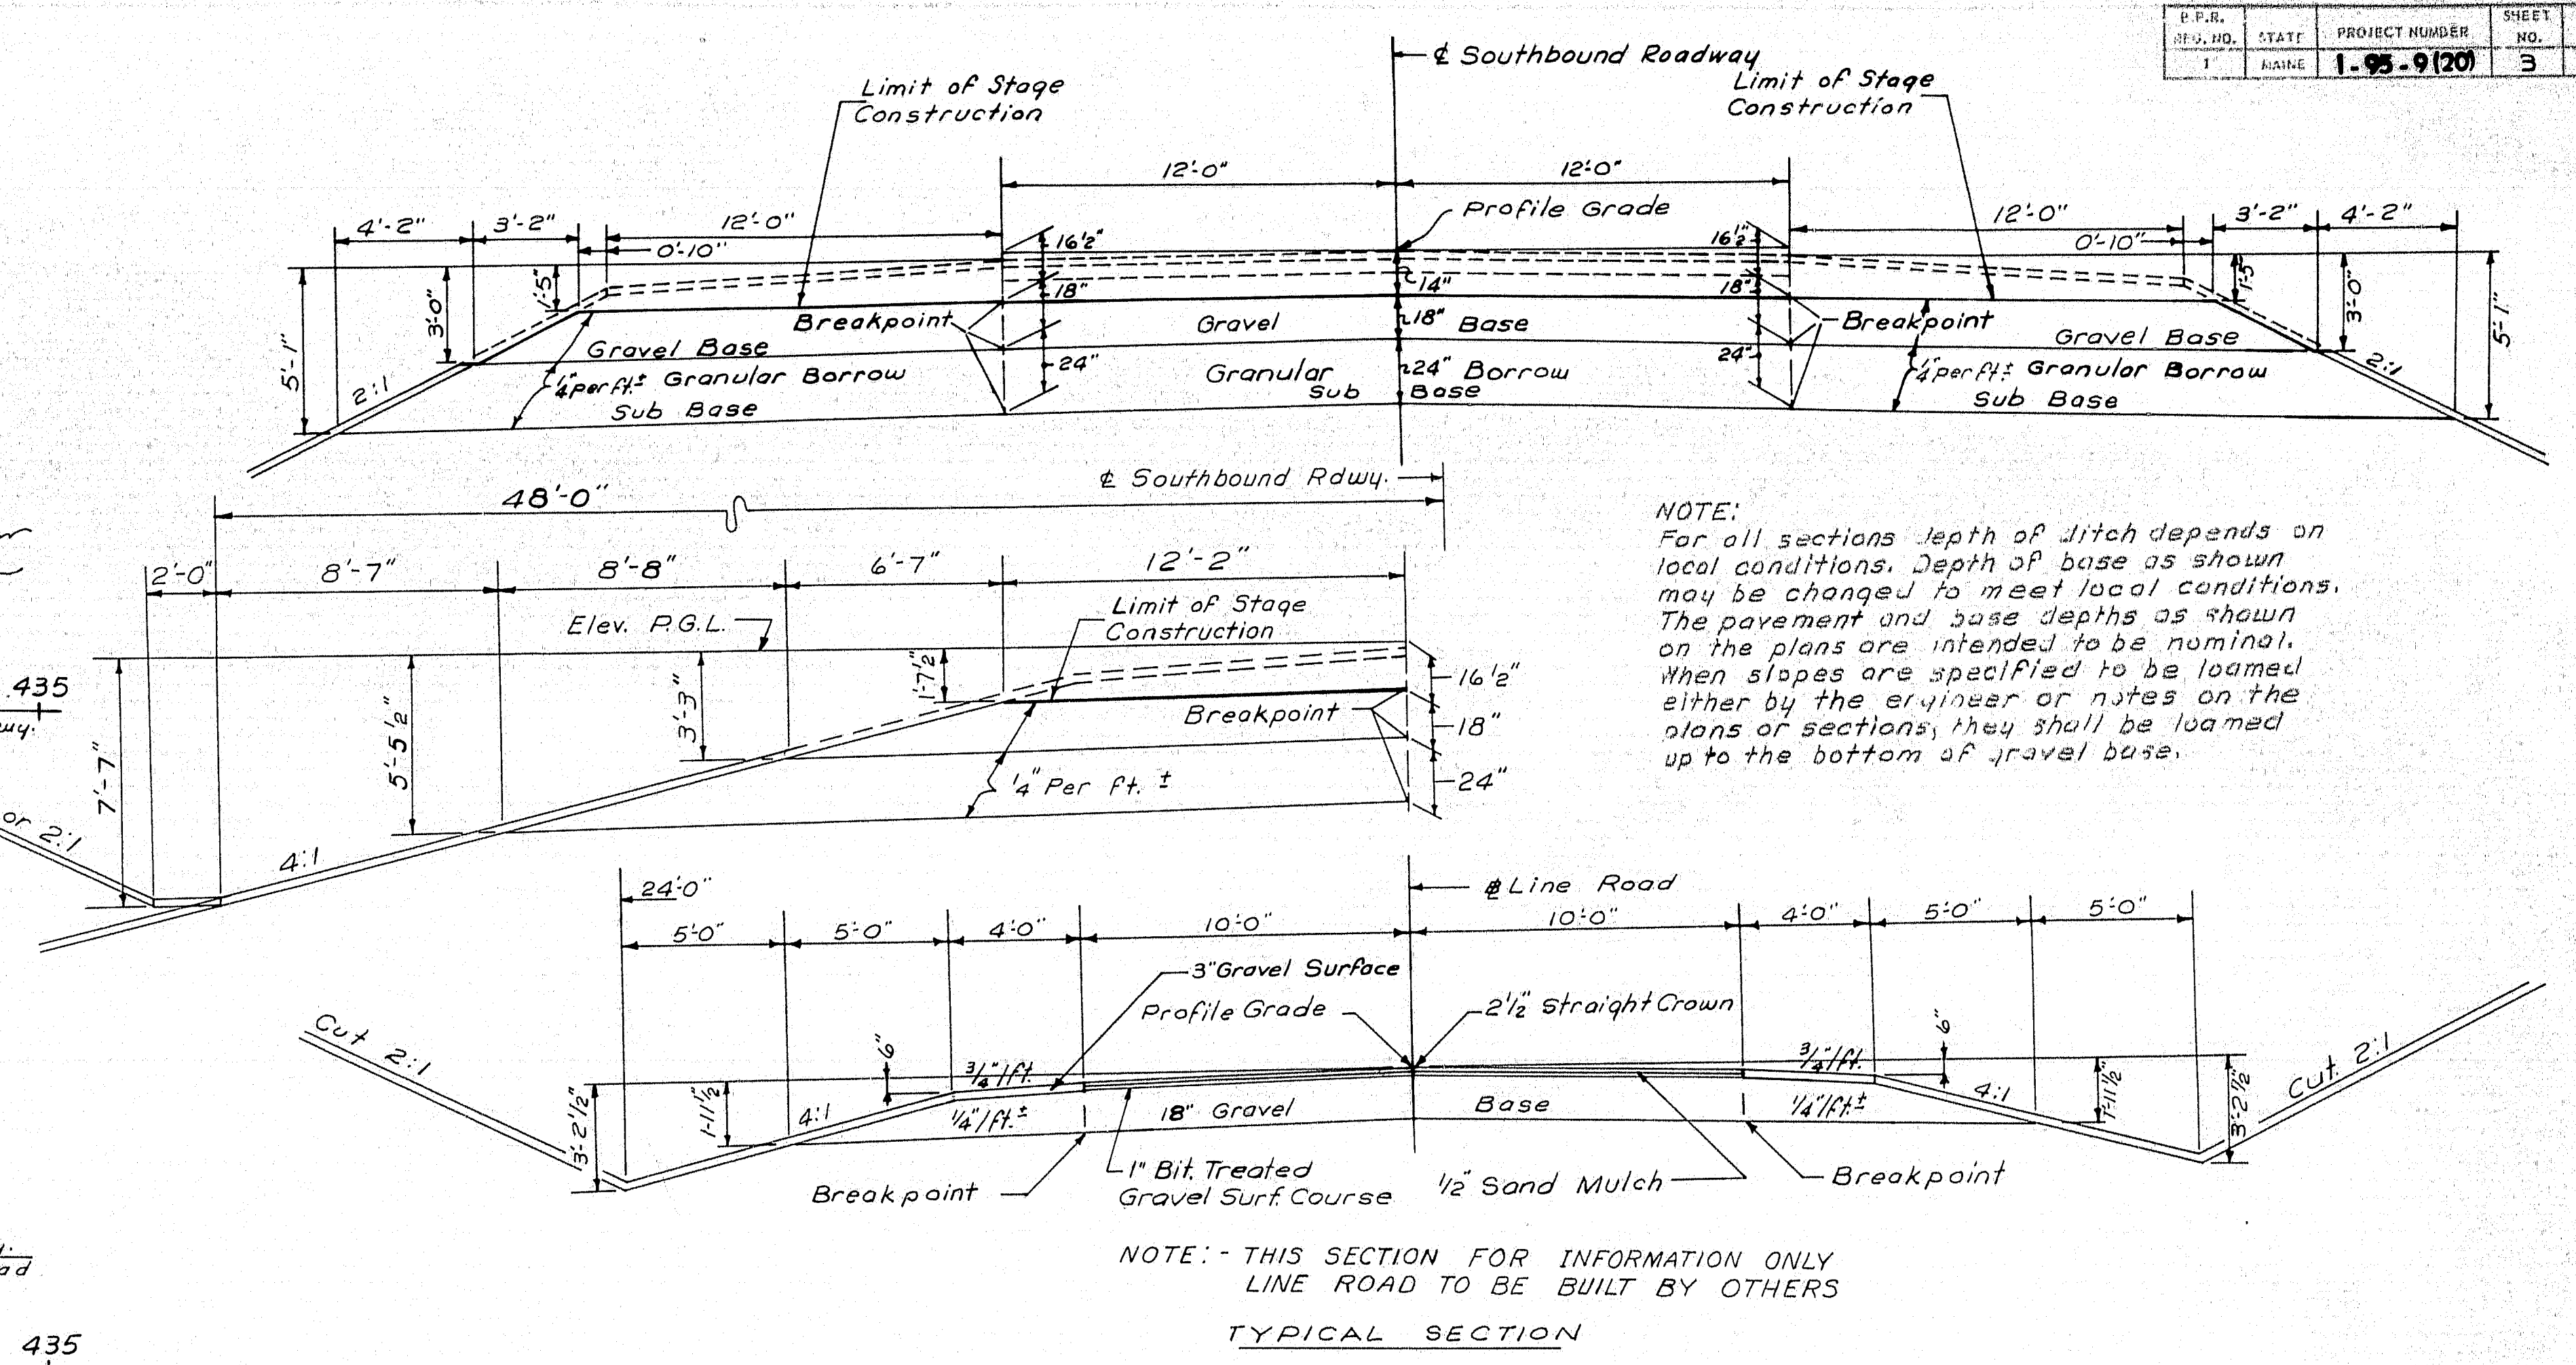 B.P.R. REG. NO. STATE PROJECT NUMBER SHEET NO.
1 MAINE I-95-9(20) 3
℄ Southbound Roadway
Limit of Stage Construction
Limit of Stage Construction
12'-0" 12'-0"
Profile Grade
4'-2" 3'-2" 12'-0" 12'-0" 3'-2" 4'-2"
0'-10" 16½" 16½" 0'-10"
1'-5" 18" 14" 18" 1'-5"
3'-0" 3'-0"
5'-1" 5'-1"
Breakpoint Gravel 18" Base Breakpoint
Gravel Base Gravel Base
24" 24"
2:1 ¼" per ft.± Granular Borrow Granular 24" Borrow ¼" per ft.± Granular Borrow 2:1
Sub Base Sub Base Sub Base
℄ Southbound Rdwy.
48'-0"
2'-0" 8'-7" 8'-8" 6'-7" 12'-2"
Limit of Stage
Elev. P.G.L. Construction
1'-7½"
16½"
3'-3"
5'-5½"
7'-7"
Breakpoint
18"
24"
¼" Per ft. ±
4:1
435
wy.
or 2:1
NOTE:
For all sections depth of ditch depends on
local conditions. Depth of base as shown
may be changed to meet local conditions.
The pavement and base depths as shown
on the plans are intended to be nominal.
When slopes are specified to be loamed
either by the engineer or notes on the
plans or sections, they shall be loamed
up to the bottom of gravel base.
24'-0" Line Road
5'-0" 5'-0" 4'-0" 10'-0" 10'-0" 4'-0" 5'-0" 5'-0"
3" Gravel Surface
Profile Grade 2½" Straight Crown
Cut 2:1 6" ¾"/ft. ¾"/ft. 6" Cut 2:1
3'-2½" 1'-11½" 4:1 4:1 1'-11½" 3'-2½"
¼"/ft.± 18" Gravel Base ¼"/ft.±
1" Bit. Treated
Gravel Surf. Course
Breakpoint
½" Sand Mulch
Breakpoint
NOTE:- THIS SECTION FOR INFORMATION ONLY
LINE ROAD TO BE BUILT BY OTHERS
TYPICAL SECTION
ad
435